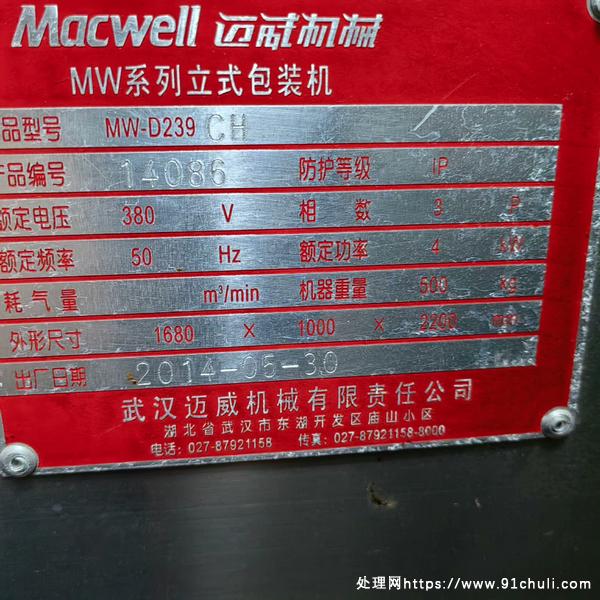 Macwell 迈威机械
MW系列立式包装机
品型号 MW-D239 CH
产品编号 14086 防护等级 IP
额定电压 380 V 相 数 3 P
额定频率 50 Hz 额定功率 4 kW
耗气量 m³/min 机器重量 500 kg
外形尺寸 1680 × 1000 × 2200 mm
出厂日期 2014-05-30
武汉迈威机械有限责任公司
湖北省武汉市东湖开发区庙山小区
电话:027-87921158 传真:027-87921158-8000
处理网https://www.91chuli.com/